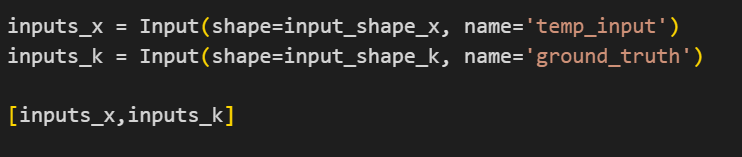 inputs_x = Input(shape=input_shape_x, name='temp_input')
inputs_k = Input(shape=input_shape_k, name='ground_truth')
[inputs_x,inputs_k]